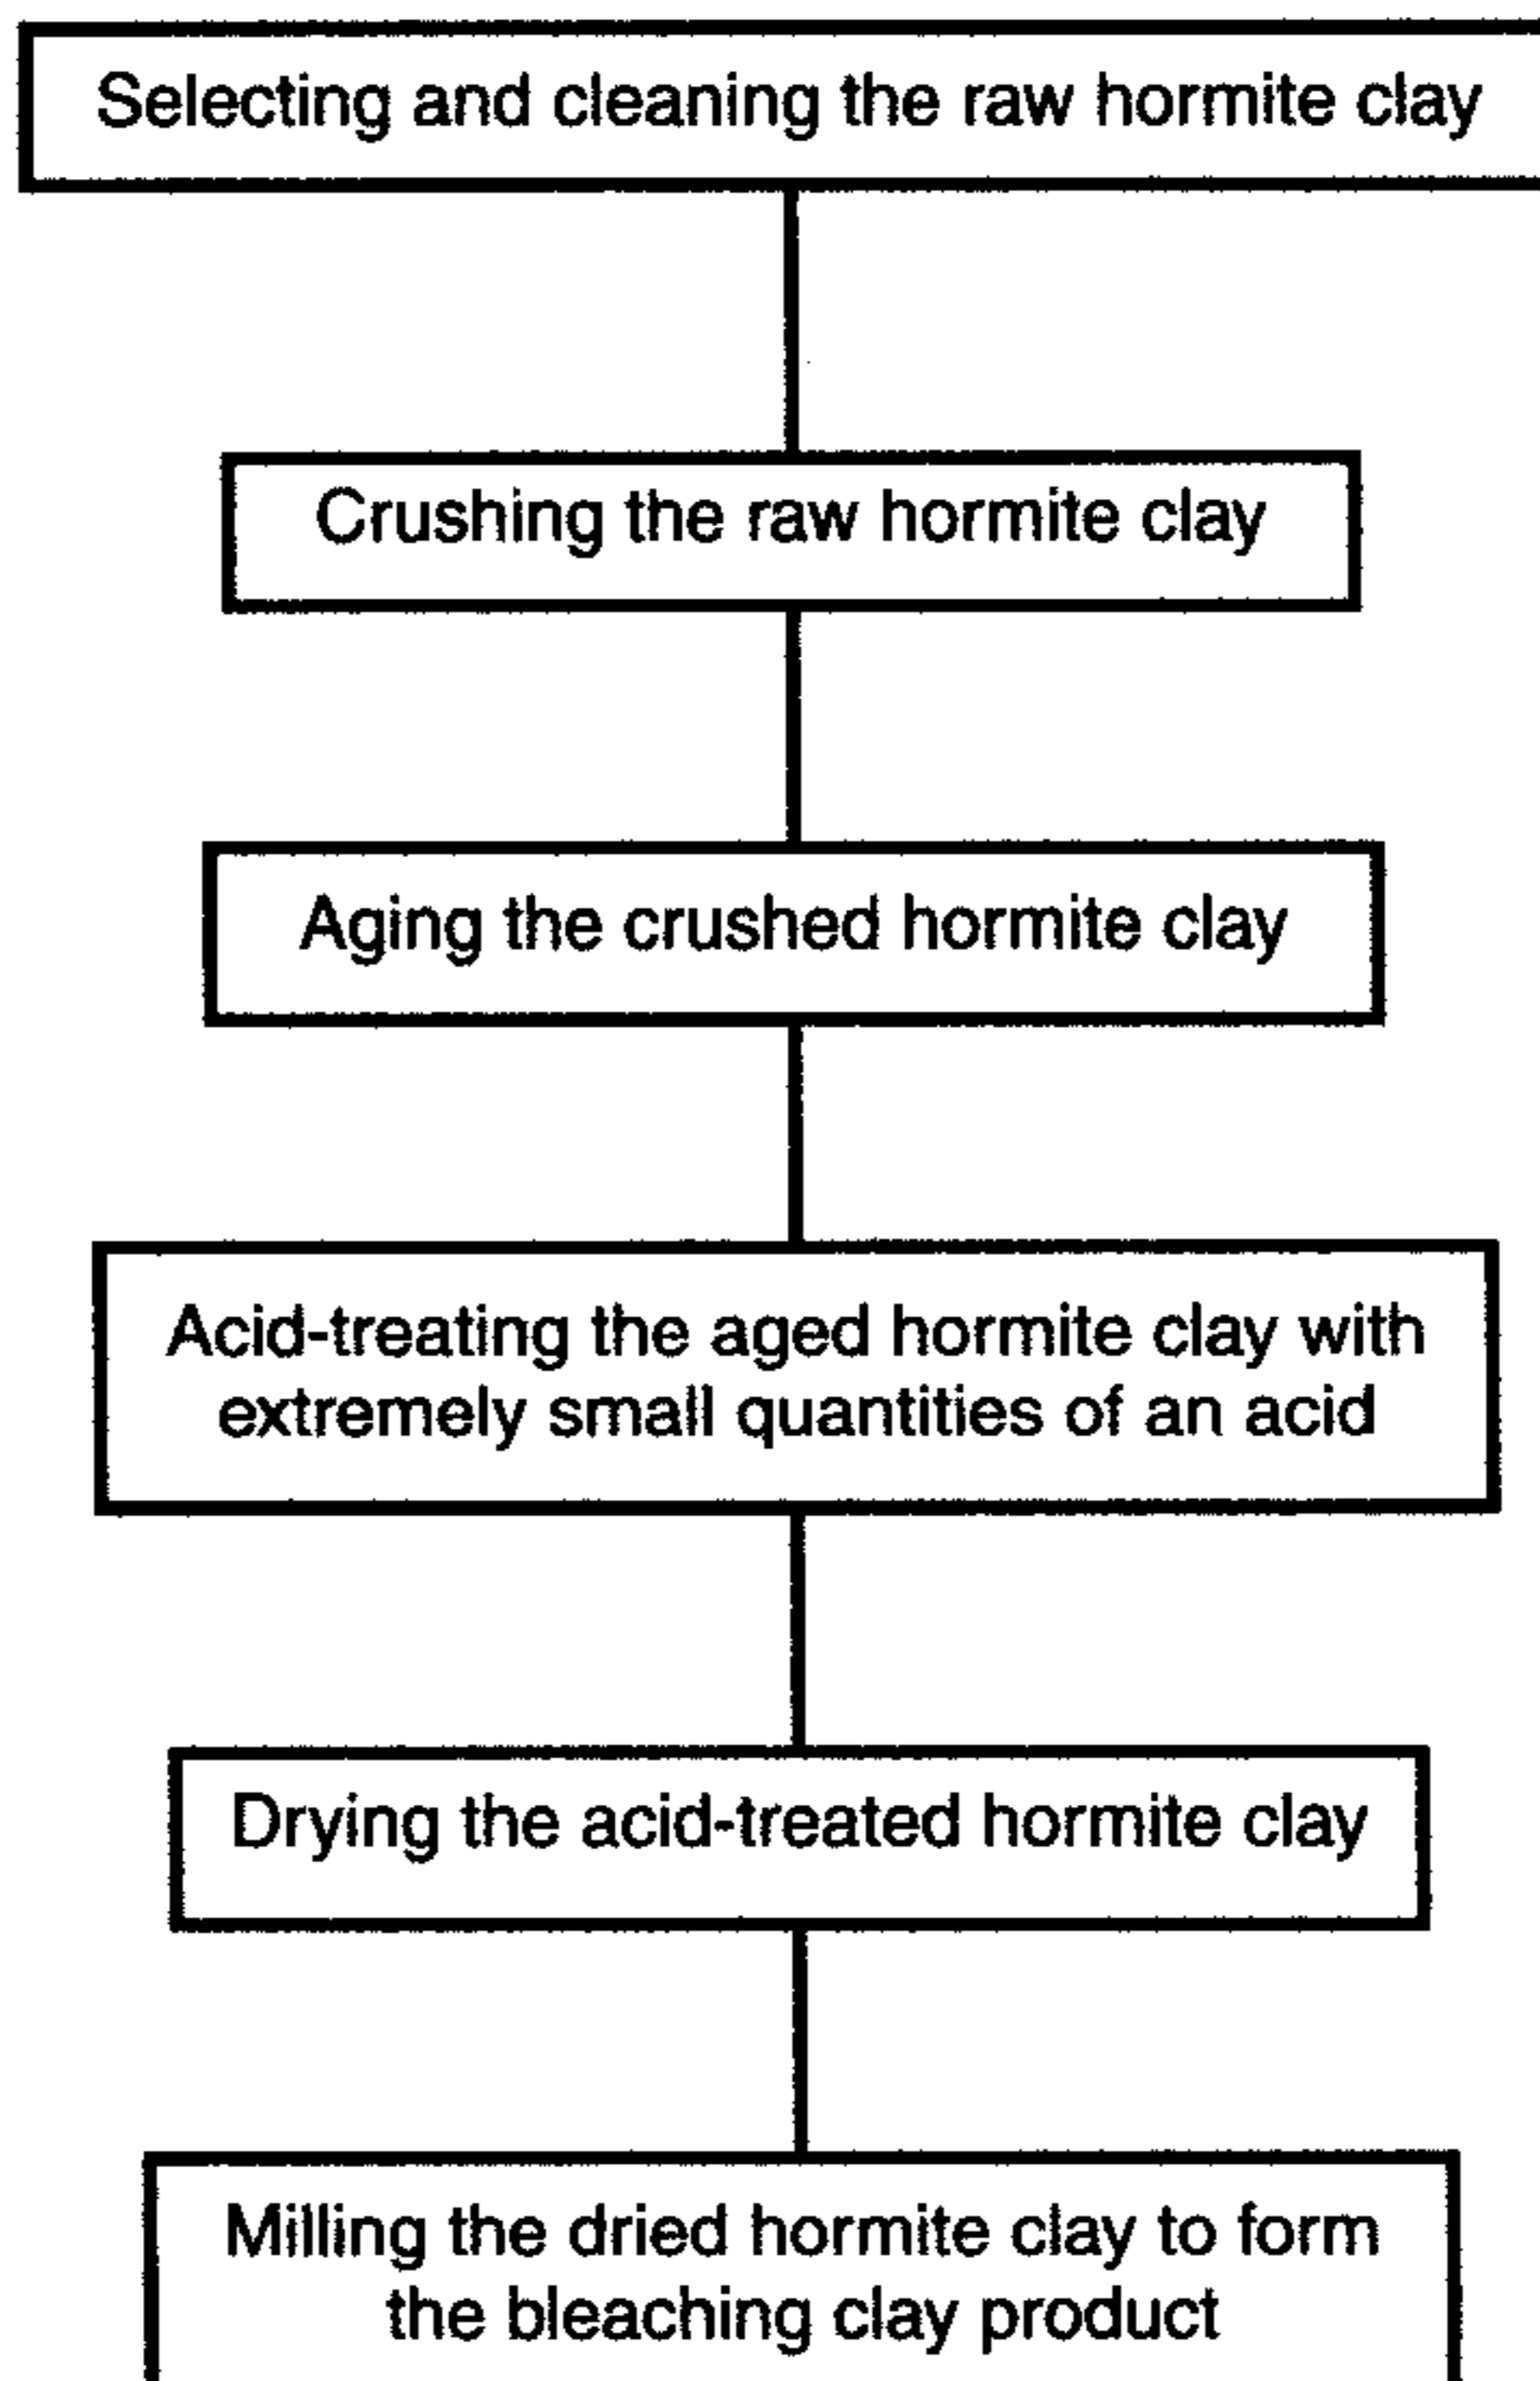 Selecting and cleaning the raw hormite clay
Crushing the raw hormite clay
Aging the crushed hormite clay
Acid-treating the aged hormite clay with
extremely small quantities of an acid
Drying the acid-treated hormite clay
Milling the dried hormite clay to form
the bleaching clay product